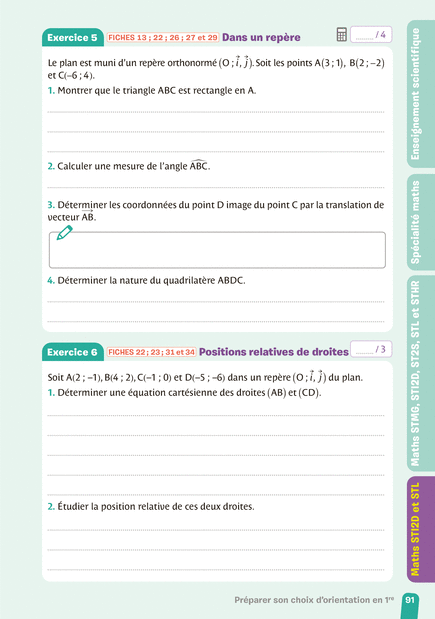 Exercice 5 FICHES 13 ; 22 ; 26 ; 27 et 29 Dans un repère ......... / 4
Le plan est muni d'un repère orthonormé (O ; i⃗, j⃗). Soit les points A(3 ; 1), B(2 ; −2)
et C(−6 ; 4).
1. Montrer que le triangle ABC est rectangle en A.
2. Calculer une mesure de l'angle ABC.
3. Déterminer les coordonnées du point D image du point C par la translation de
vecteur AB.
4. Déterminer la nature du quadrilatère ABDC.
Exercice 6 FICHES 22 ; 23 ; 31 et 34 Positions relatives de droites ......... / 3
Soit A(2 ; −1), B(4 ; 2), C(−1 ; 0) et D(−5 ; −6) dans un repère (O ; i⃗, j⃗) du plan.
1. Déterminer une équation cartésienne des droites (AB) et (CD).
2. Étudier la position relative de ces deux droites.
Enseignement scientifique
Spécialité maths
Maths STMG, STI2D, ST2S, STL et STHR
Maths STI2D et STL
Préparer son choix d'orientation en 1re 91